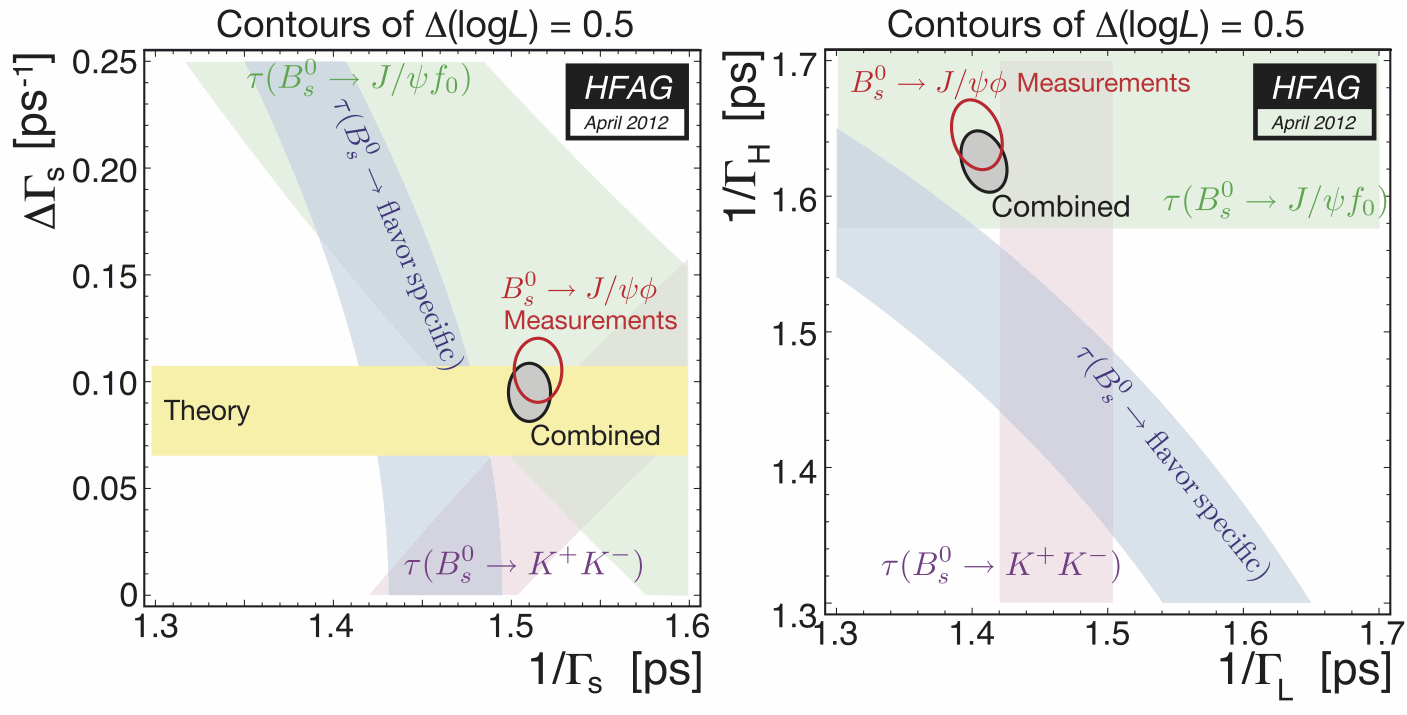 Contours of Δ(logL) = 0.5
ΔΓs [ps-1]
0.25
0.20
0.15
0.10
0.05
0
τ(B⁰ₛ → J/ψf₀)
τ(B⁰ₛ → flavor specific)
HFAG
April 2012
B⁰ₛ → J/ψϕ
Measurements
Theory
Combined
τ(B⁰ₛ → K⁺K⁻)
1.3 1.4 1.5 1.6
1/Γs [ps]
Contours of Δ(logL) = 0.5
1/ΓH [ps]
1.7
1.6
1.5
1.4
1.3
B⁰ₛ → J/ψϕ Measurements
HFAG
April 2012
Combined
τ(B⁰ₛ → J/ψf₀)
τ(B⁰ₛ → flavor specific)
τ(B⁰ₛ → K⁺K⁻)
1.3 1.4 1.5 1.6 1.7
1/ΓL [ps]